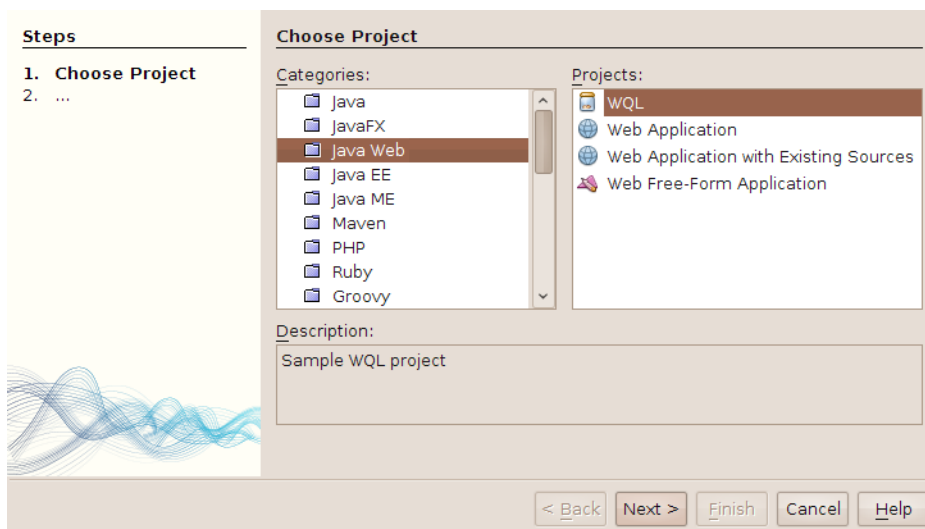 Steps
1. Choose Project
2. ...
Choose Project
Categories:
Java
JavaFX
Java Web
Java EE
Java ME
Maven
PHP
Ruby
Groovy
Projects:
WQL
Web Application
Web Application with Existing Sources
Web Free-Form Application
Description:
Sample WQL project
< Back
Next >
Finish
Cancel
Help